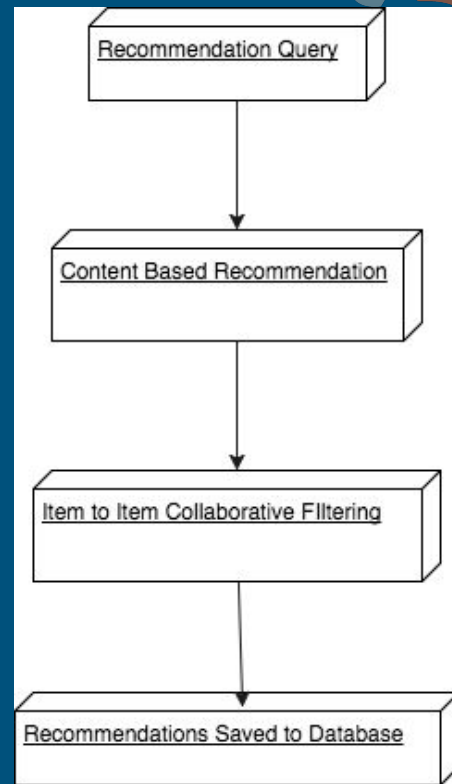 Recommendation Query
Content Based Recommendation
Item to Item Collaborative FIltering
Recommendations Saved to Database